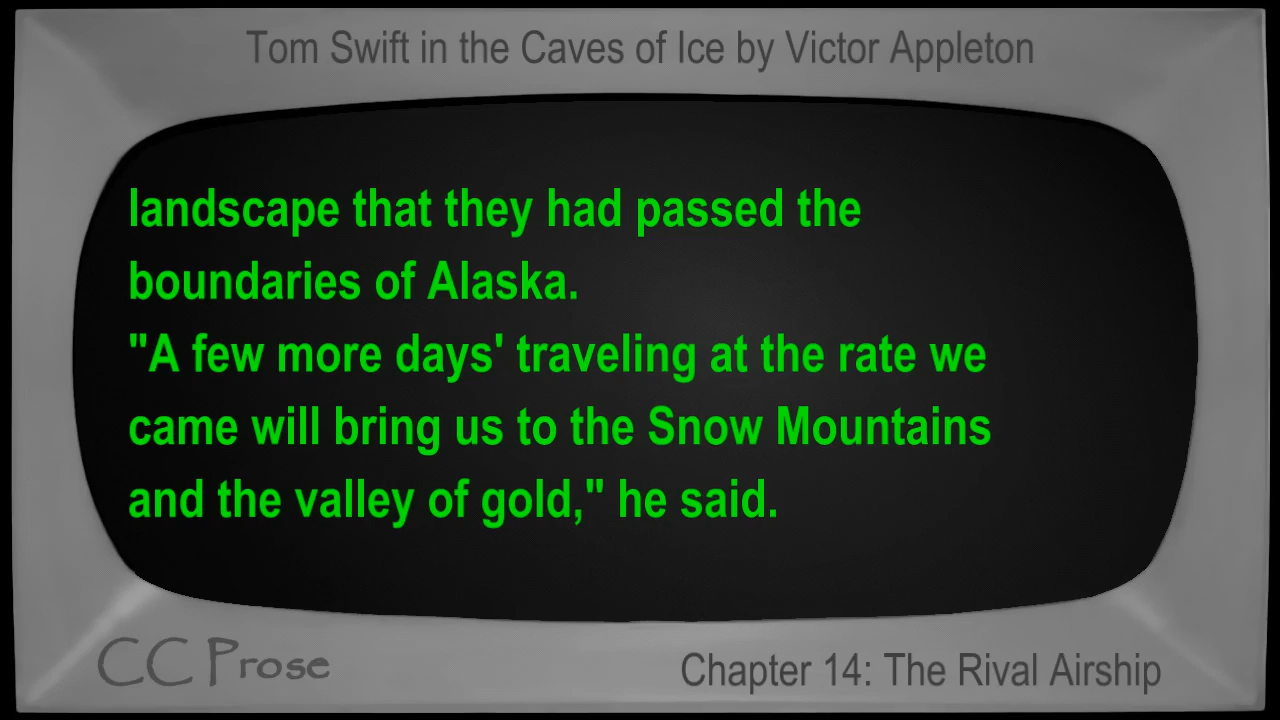 Tom Swift in the Caves of Ice by Victor Appleton
landscape that they had passed the
boundaries of Alaska.
"A few more days' traveling at the rate we
came will bring us to the Snow Mountains
and the valley of gold," he said.
CC Prose
Chapter 14: The Rival Airship